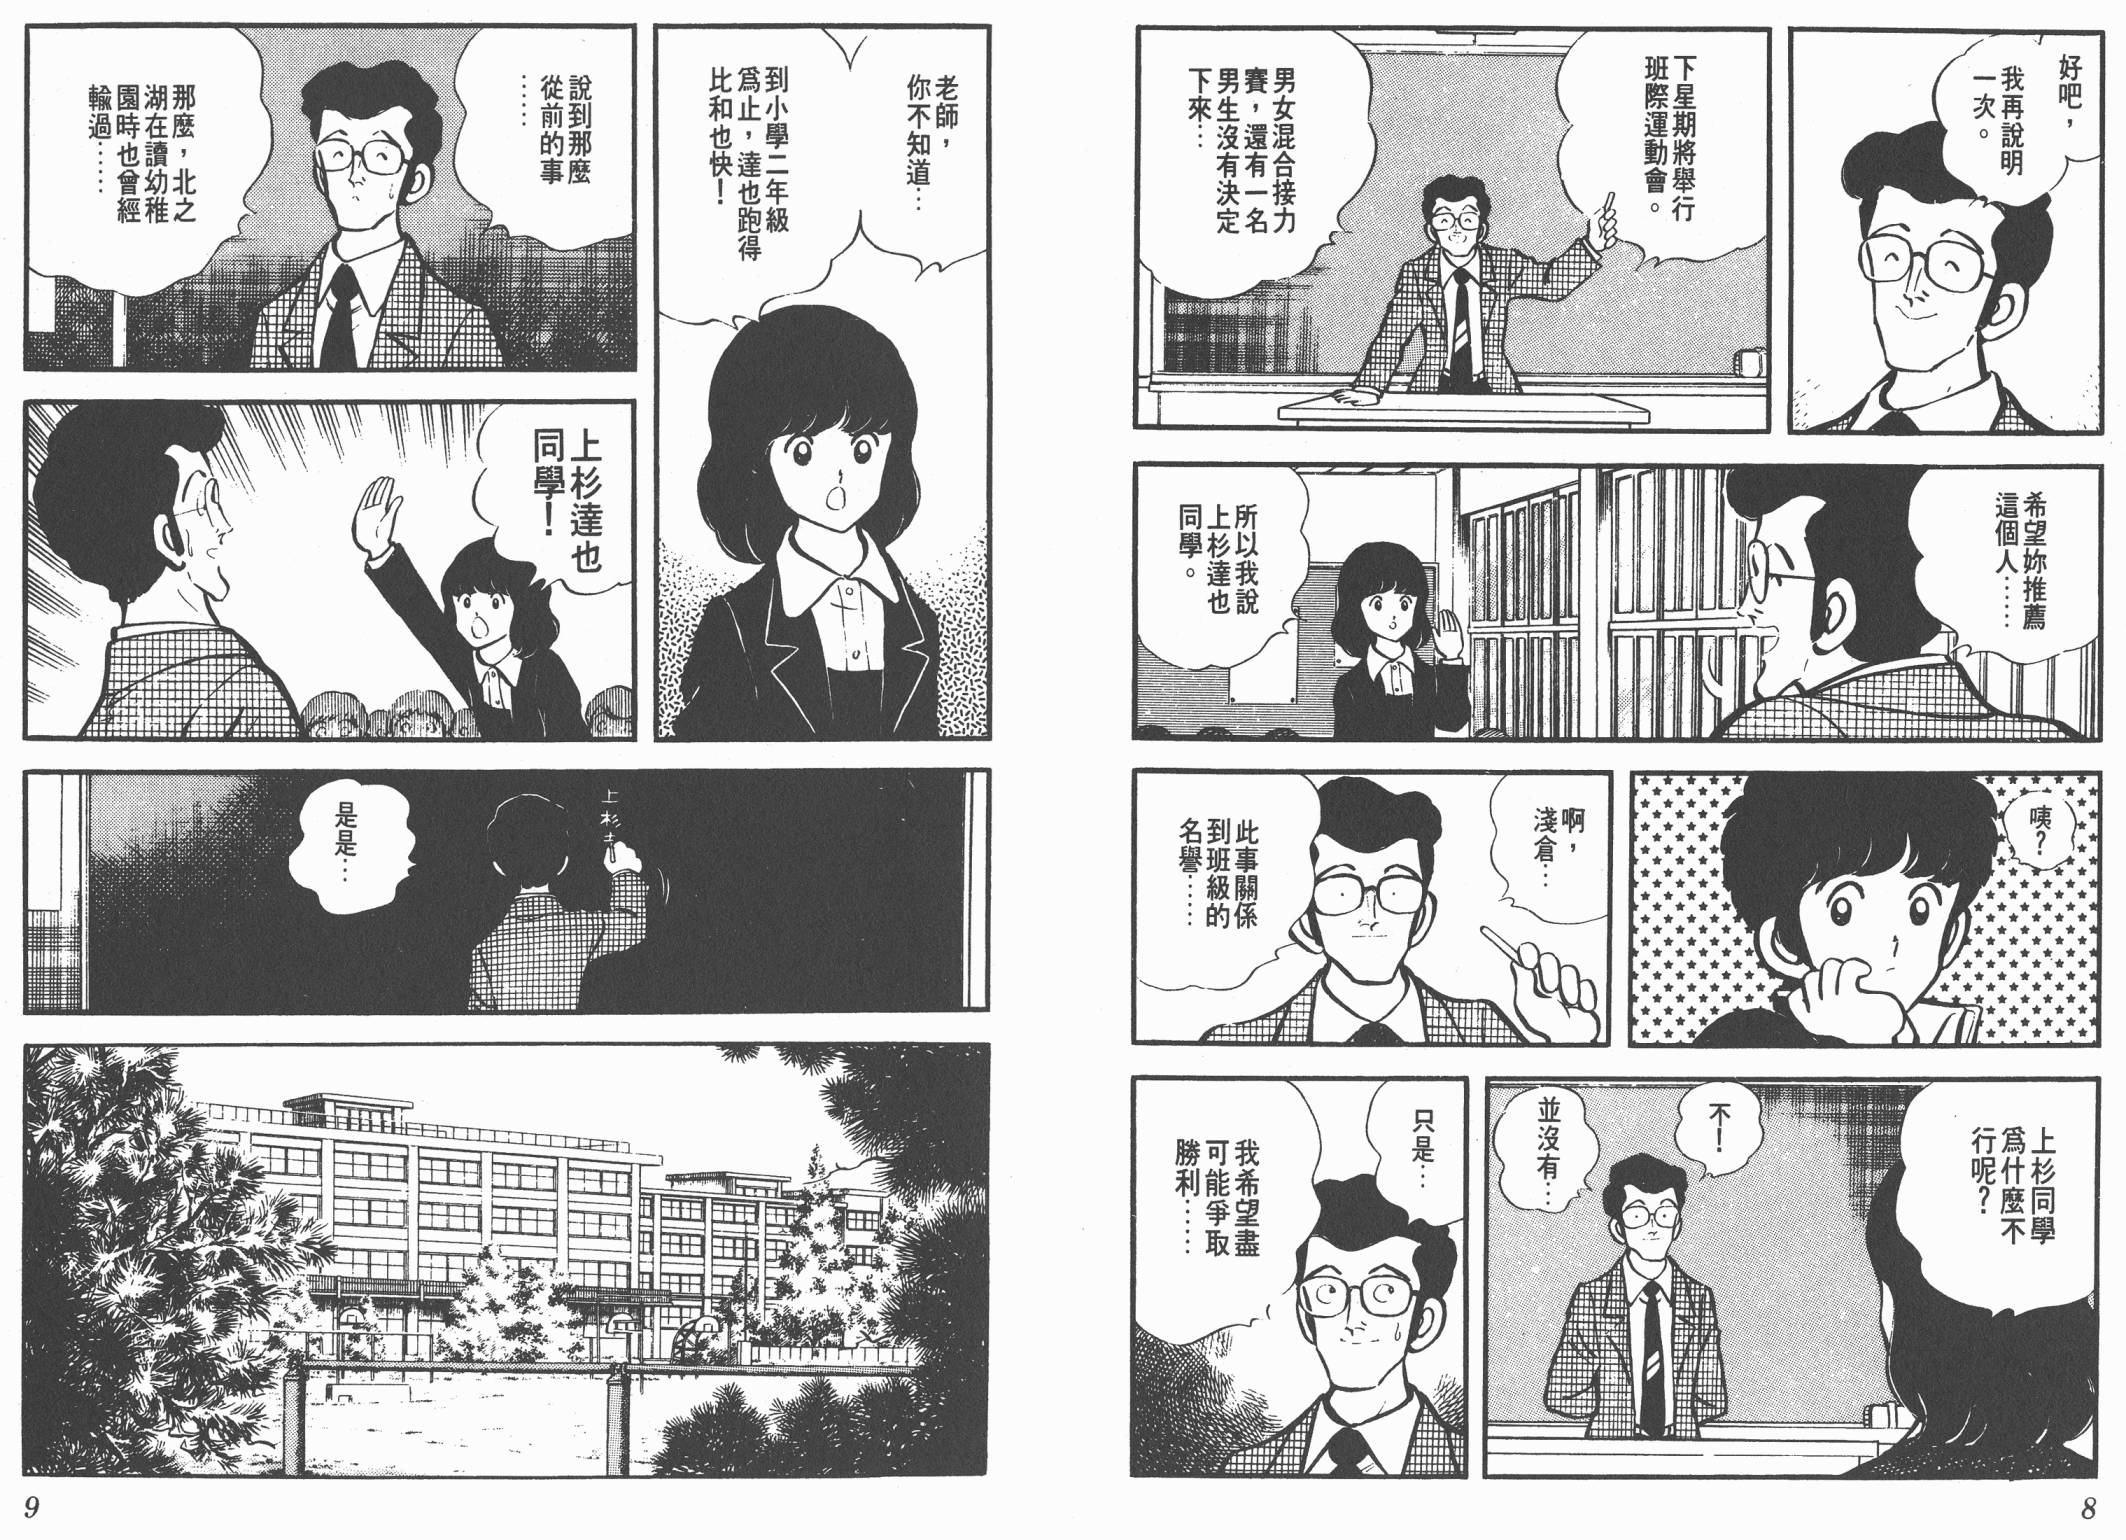 好吧，
我再說明
一次。
下星期將舉行
班際運動會。
男女混合接力
賽，還有一名
男生沒有決定
下來…
希望妳推薦
這個人……
所以我說
上杉達也
同學。
咦？
啊，
淺倉…
此事關係
到班級的
名譽……
上杉同學
爲什麼不
行呢？
不！
並沒有…
只是…
我希望盡
可能爭取
勝利……
8
老師，
你不知道…
到小學二年級
爲止，達也跑得
比和也快！
說到那麼
從前的事
……
那麼，北之
湖在讀幼稚
園時也曾經
輸過……
上杉達也
同學！
上杉
是是…
9